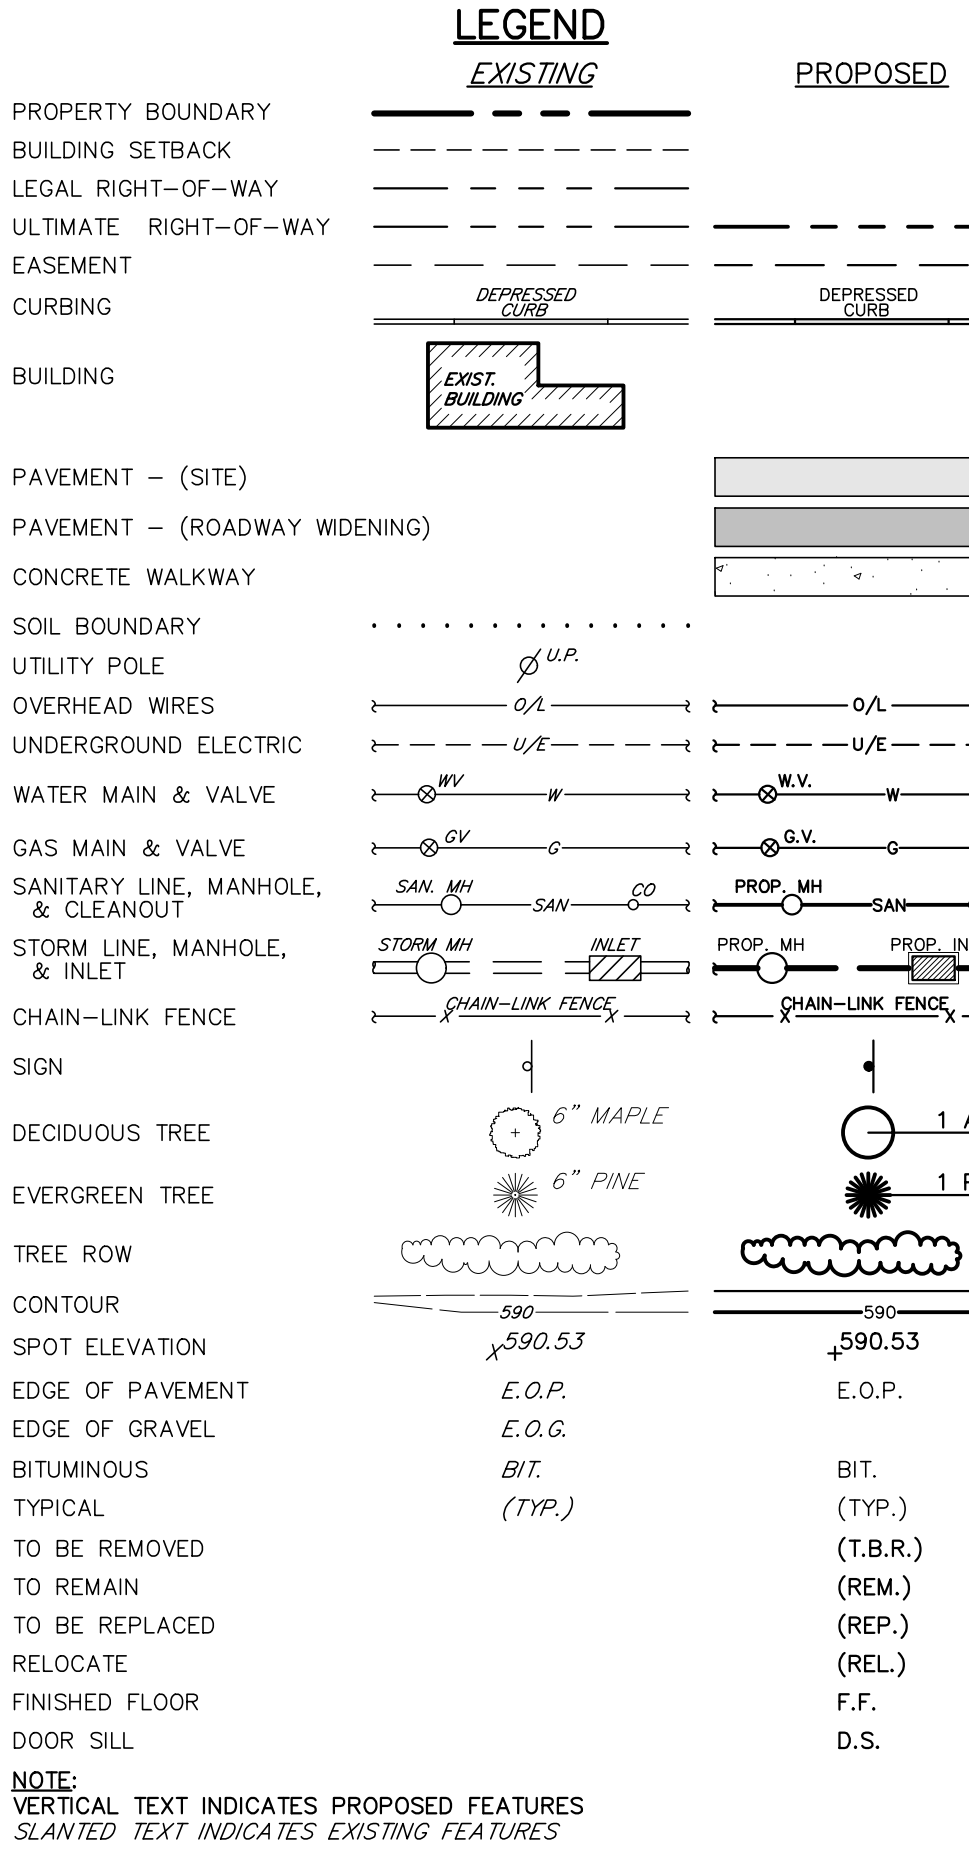 LEGEND
EXISTING PROPOSED
PROPERTY BOUNDARY
BUILDING SETBACK
LEGAL RIGHT-OF-WAY
ULTIMATE RIGHT-OF-WAY
EASEMENT
CURBING DEPRESSED CURB DEPRESSED CURB
BUILDING EXIST. BUILDING
PAVEMENT - (SITE)
PAVEMENT - (ROADWAY WIDENING)
CONCRETE WALKWAY
SOIL BOUNDARY
UTILITY POLE U.P.
OVERHEAD WIRES O/L O/L
UNDERGROUND ELECTRIC U/E U/E
WATER MAIN & VALVE WV W W.V. W
GAS MAIN & VALVE GV G G.V. G
SANITARY LINE, MANHOLE, SAN. MH CO PROP. MH
& CLEANOUT SAN SAN
STORM LINE, MANHOLE, STORM MH INLET PROP. MH PROP. IN
& INLET
CHAIN-LINK FENCE X CHAIN-LINK FENCE X X CHAIN-LINK FENCE X
SIGN
DECIDUOUS TREE 6" MAPLE 1
EVERGREEN TREE 6" PINE 1
TREE ROW
CONTOUR 590 590
SPOT ELEVATION X 590.53 +590.53
EDGE OF PAVEMENT E.O.P. E.O.P.
EDGE OF GRAVEL E.O.G.
BITUMINOUS BIT. BIT.
TYPICAL (TYP.) (TYP.)
TO BE REMOVED (T.B.R.)
TO REMAIN (REM.)
TO BE REPLACED (REP.)
RELOCATE (REL.)
FINISHED FLOOR F.F.
DOOR SILL D.S.
NOTE:
VERTICAL TEXT INDICATES PROPOSED FEATURES
SLANTED TEXT INDICATES EXISTING FEATURES